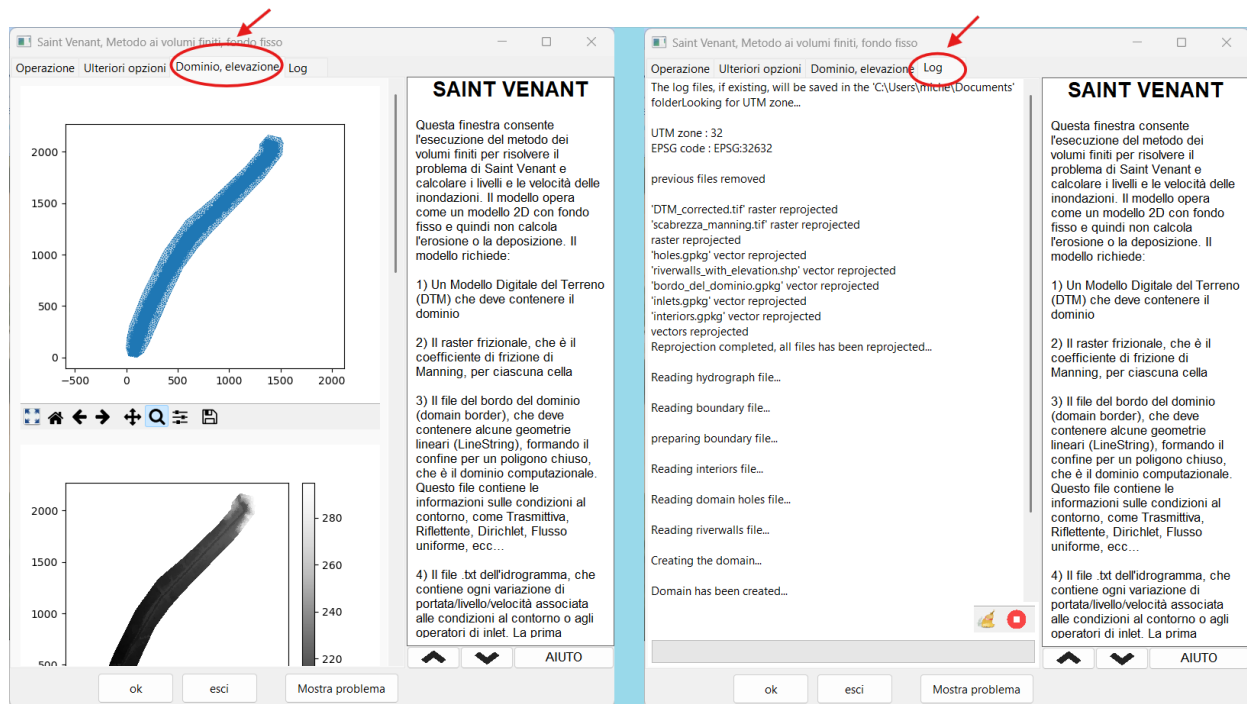 Saint Venant, Metodo ai volumi finiti, fondo fisso
Operazione Ulteriori opzioni Dominio, elevazione Log
2000
1500
1000
500
0
−500 0 500 1000 1500 2000
2000
1500
1000
500
280
260
240
220
SAINT VENANT
Questa finestra consente
l'esecuzione del metodo dei
volumi finiti per risolvere il
problema di Saint Venant e
calcolare i livelli e le velocità delle
inondazioni. Il modello opera
come un modello 2D con fondo
fisso e quindi non calcola
l'erosione o la deposizione. Il
modello richiede:
1) Un Modello Digitale del Terreno
(DTM) che deve contenere il
dominio
2) Il raster frizionale, che è il
coefficiente di frizione di
Manning, per ciascuna cella
3) Il file del bordo del dominio
(domain border), che deve
contenere alcune geometrie
lineari (LineString), formando il
confine per un poligono chiuso,
che è il dominio computazionale.
Questo file contiene le
informazioni sulle condizioni al
contorno, come Trasmittiva,
Riflettente, Dirichlet, Flusso
uniforme, ecc...
4) Il file .txt dell'idrogramma, che
contiene ogni variazione di
portata/livello/velocità associata
alle condizioni al contorno o agli
operatori di inlet. La prima
AIUTO
ok esci Mostra problema
Saint Venant, Metodo ai volumi finiti, fondo fisso
Operazione Ulteriori opzioni Dominio, elevazione Log
The log files, if existing, will be saved in the 'C:\Users\miche\Documents'
folderLooking for UTM zone...
UTM zone : 32
EPSG code : EPSG:32632
previous files removed
'DTM_corrected.tif' raster reprojected
'scabrezza_manning.tif' raster reprojected
raster reprojected
'holes.gpkg' vector reprojected
'riverwalls_with_elevation.shp' vector reprojected
'bordo_del_dominio.gpkg' vector reprojected
'inlets.gpkg' vector reprojected
'interiors.gpkg' vector reprojected
vectors reprojected
Reprojection completed, all files has been reprojected...
Reading hydrograph file...
Reading boundary file...
preparing boundary file...
Reading interiors file...
Reading domain holes file...
Reading riverwalls file...
Creating the domain...
Domain has been created...
SAINT VENANT
Questa finestra consente
l'esecuzione del metodo dei
volumi finiti per risolvere il
problema di Saint Venant e
calcolare i livelli e le velocità delle
inondazioni. Il modello opera
come un modello 2D con fondo
fisso e quindi non calcola
l'erosione o la deposizione. Il
modello richiede:
1) Un Modello Digitale del Terreno
(DTM) che deve contenere il
dominio
2) Il raster frizionale, che è il
coefficiente di frizione di
Manning, per ciascuna cella
3) Il file del bordo del dominio
(domain border), che deve
contenere alcune geometrie
lineari (LineString), formando il
confine per un poligono chiuso,
che è il dominio computazionale.
Questo file contiene le
informazioni sulle condizioni al
contorno, come Trasmittiva,
Riflettente, Dirichlet, Flusso
uniforme, ecc...
4) Il file .txt dell'idrogramma, che
contiene ogni variazione di
portata/livello/velocità associata
alle condizioni al contorno o agli
operatori di inlet. La prima
AIUTO
ok esci Mostra problema